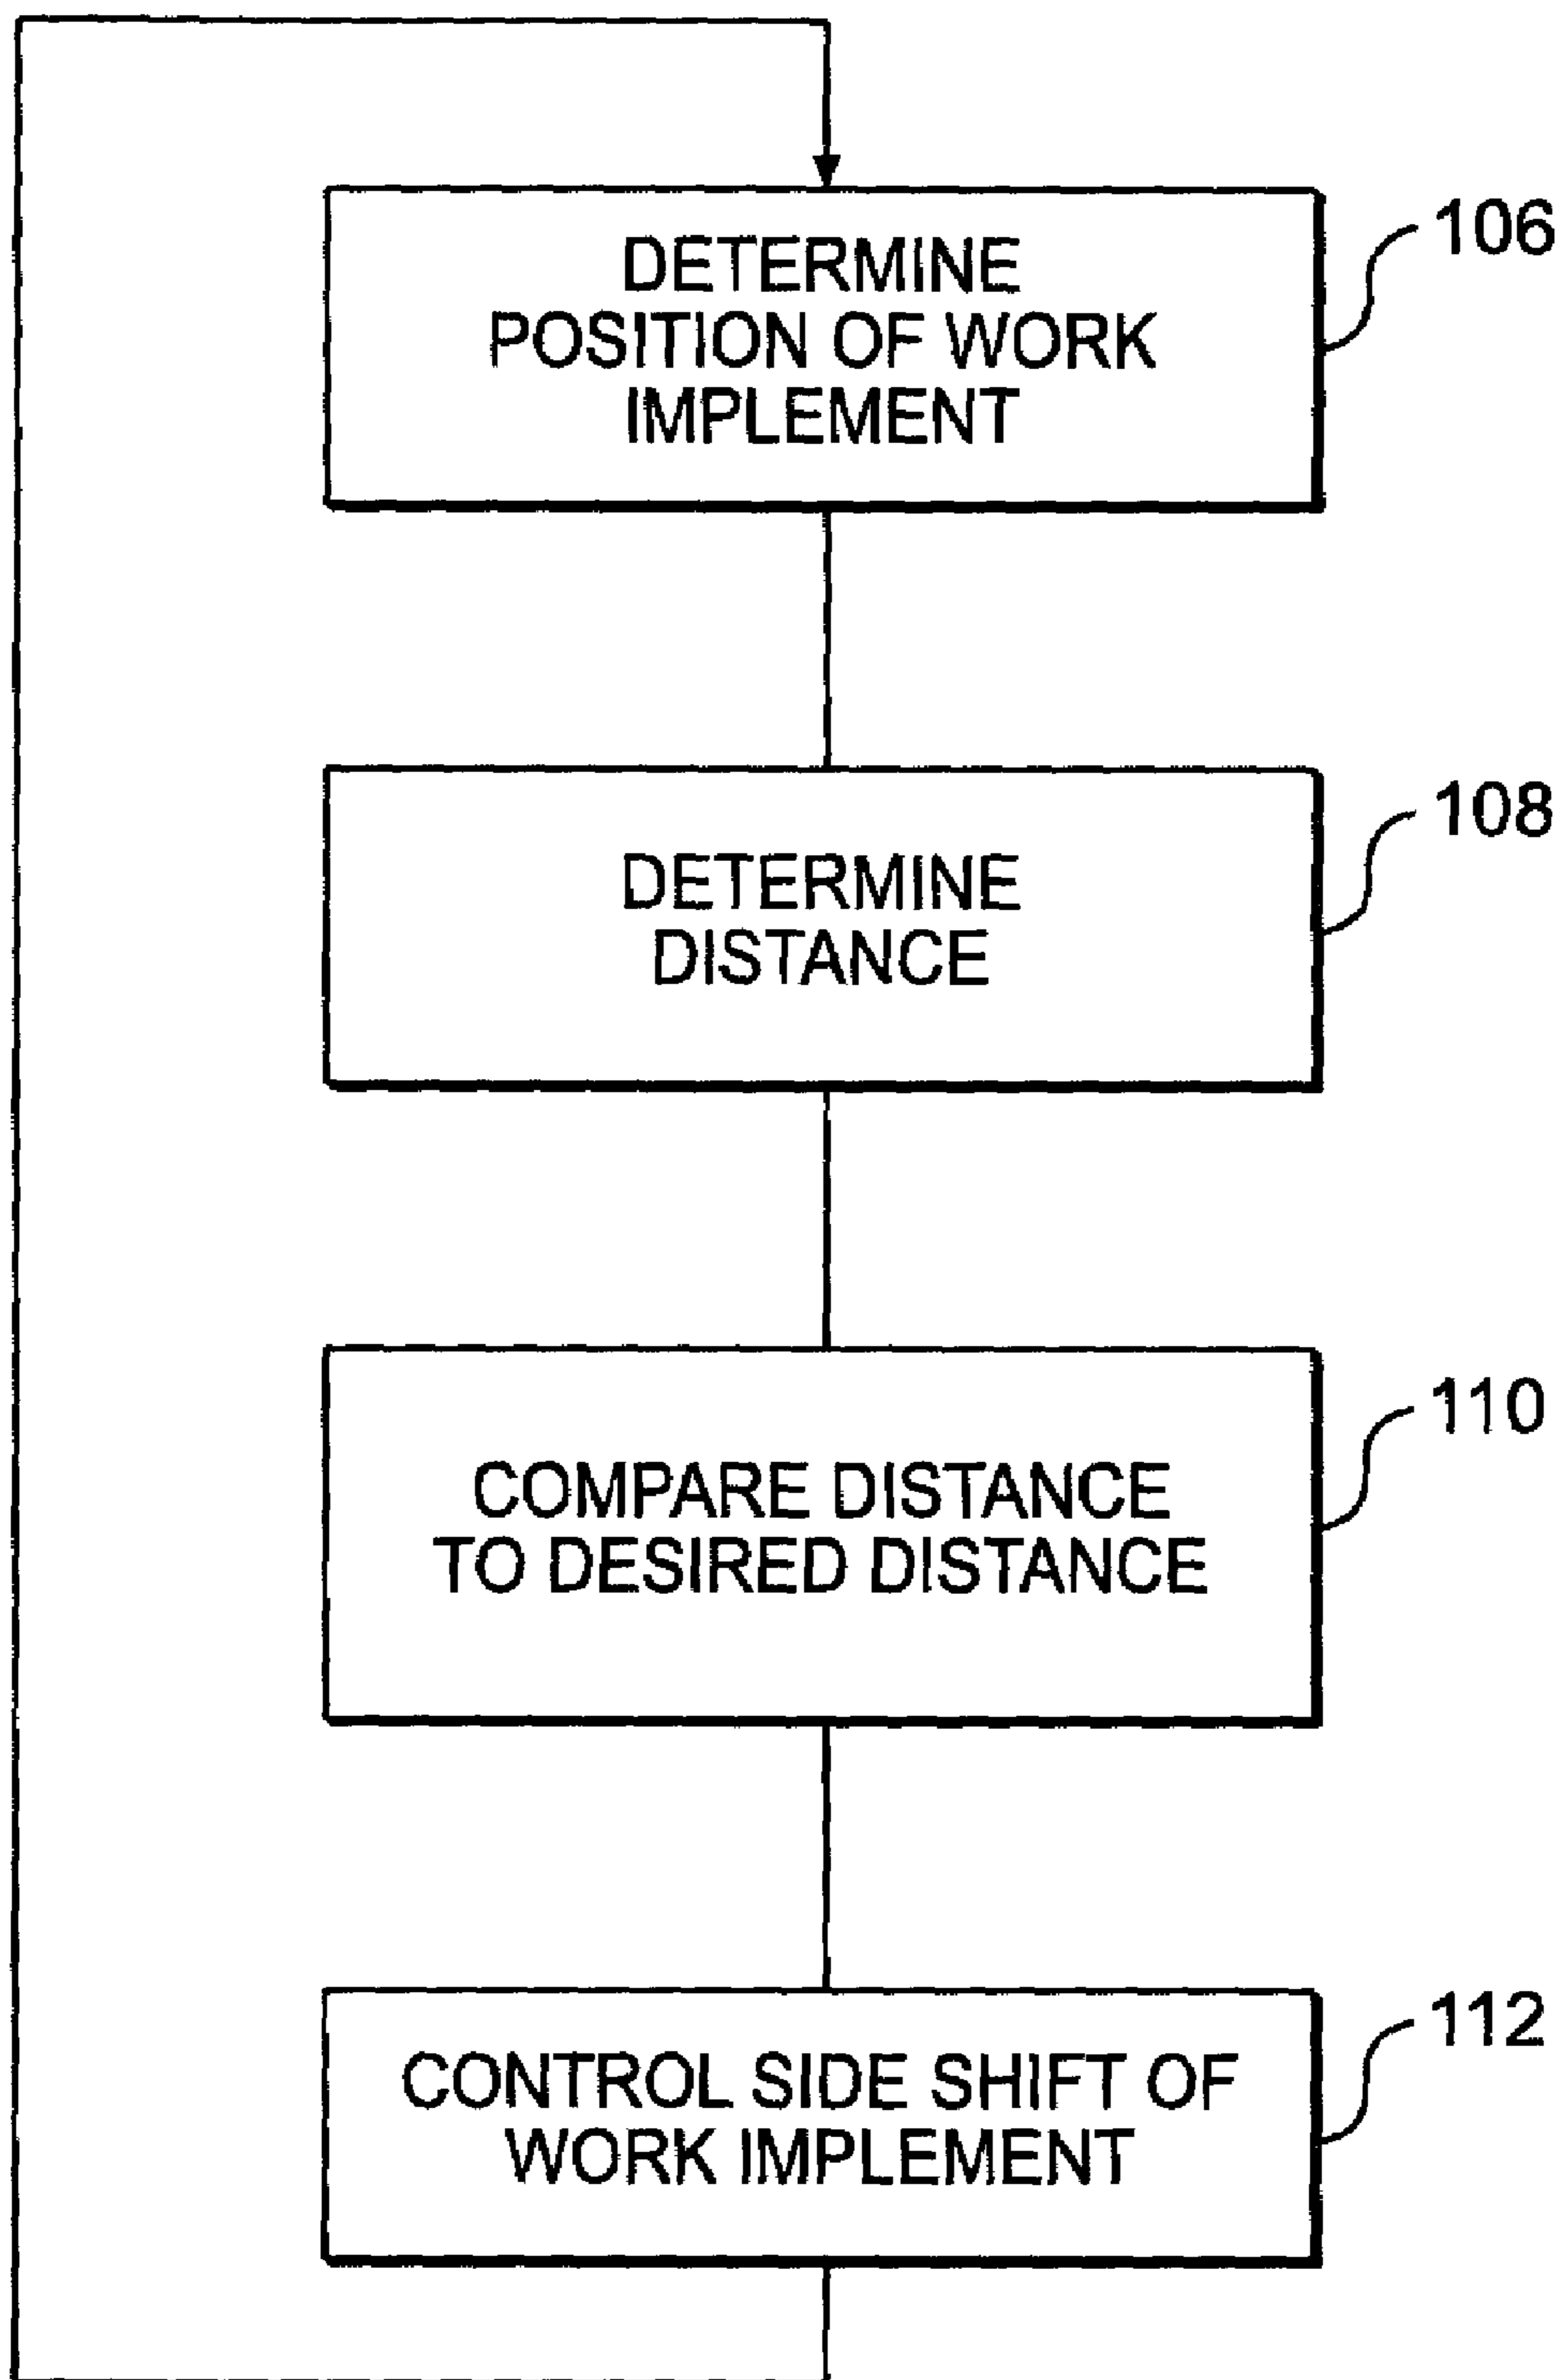 DETERMINE
POSITION OF WORK
IMPLEMENT
106
DETERMINE
DISTANCE
108
COMPARE DISTANCE
TO DESIRED DISTANCE
110
CONTROL SIDE SHIFT OF
WORK IMPLEMENT
112